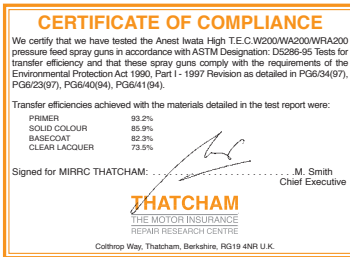 CERTIFICATE OF COMPLIANCE
We certify that we have tested the Anest Iwata High T.E.C.W200/WA200/WRA200
pressure feed spray guns in accordance with ASTM Designation: D5286-95 Tests for
transfer efficiency and that these spray guns comply with the requirements of the
Environmental Protection Act 1990, Part I - 1997 Revision as detailed in PG6/34(97),
PG6/23(97), PG6/40(94), PG6/41(94).
Transfer efficiencies achieved with the materials detailed in the test report were:
PRIMER 93.2%
SOLID COLOUR 85.9%
BASECOAT 82.3%
CLEAR LACQUER 73.5%
Signed for MIRRC THATCHAM: M. Smith
Chief Executive
THATCHAM
THE MOTOR INSURANCE
REPAIR RESEARCH CENTRE
Colthrop Way, Thatcham, Berkshire, RG19 4NR U.K.